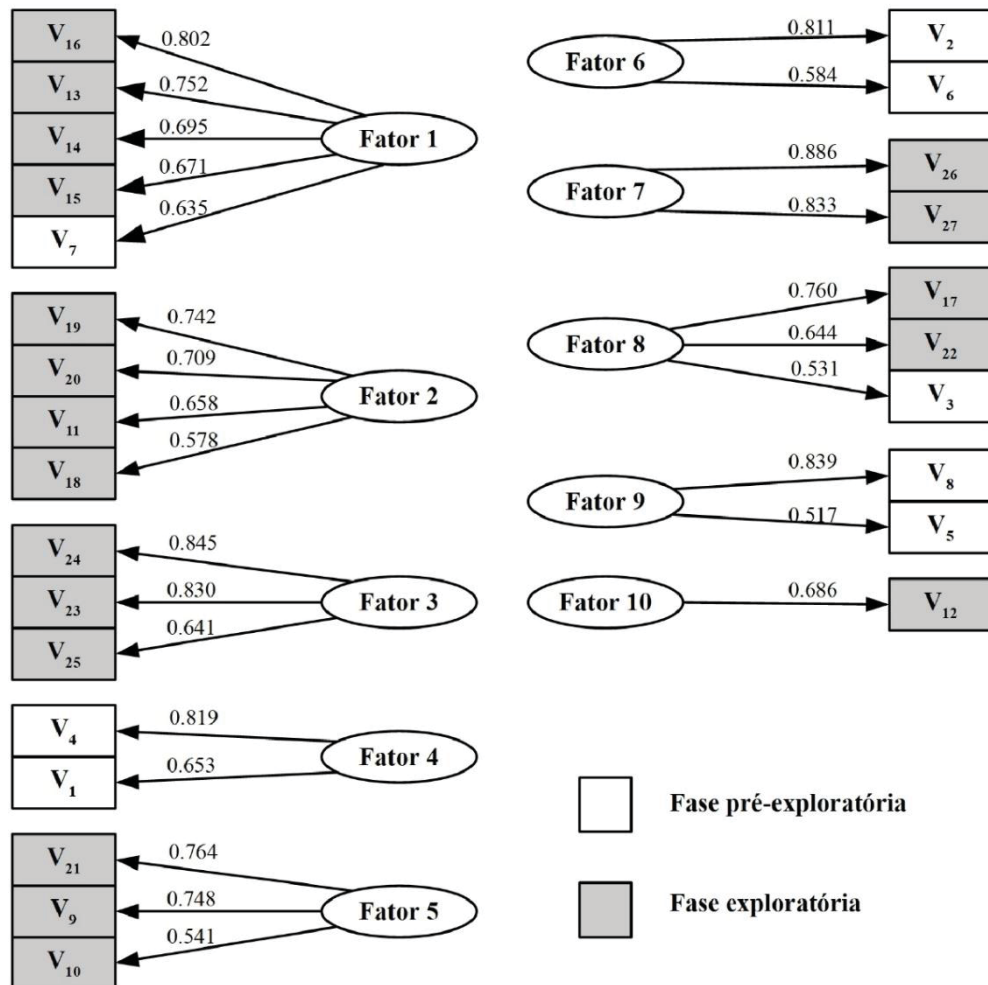 V16
0.802
V13
0.752
V14
0.695
V15
0.671
V7
0.635
Fator 1
V19
0.742
V20
0.709
V11
0.658
V18
0.578
Fator 2
V24
0.845
V23
0.830
V25
0.641
Fator 3
V4
0.819
V1
0.653
Fator 4
V21
0.764
V9
0.748
V10
0.541
Fator 5
Fator 6
0.811
V2
0.584
V6
Fator 7
0.886
V26
0.833
V27
Fator 8
0.760
V17
0.644
V22
0.531
V3
Fator 9
0.839
V8
0.517
V5
Fator 10
0.686
V12
Fase pré-exploratória
Fase exploratória